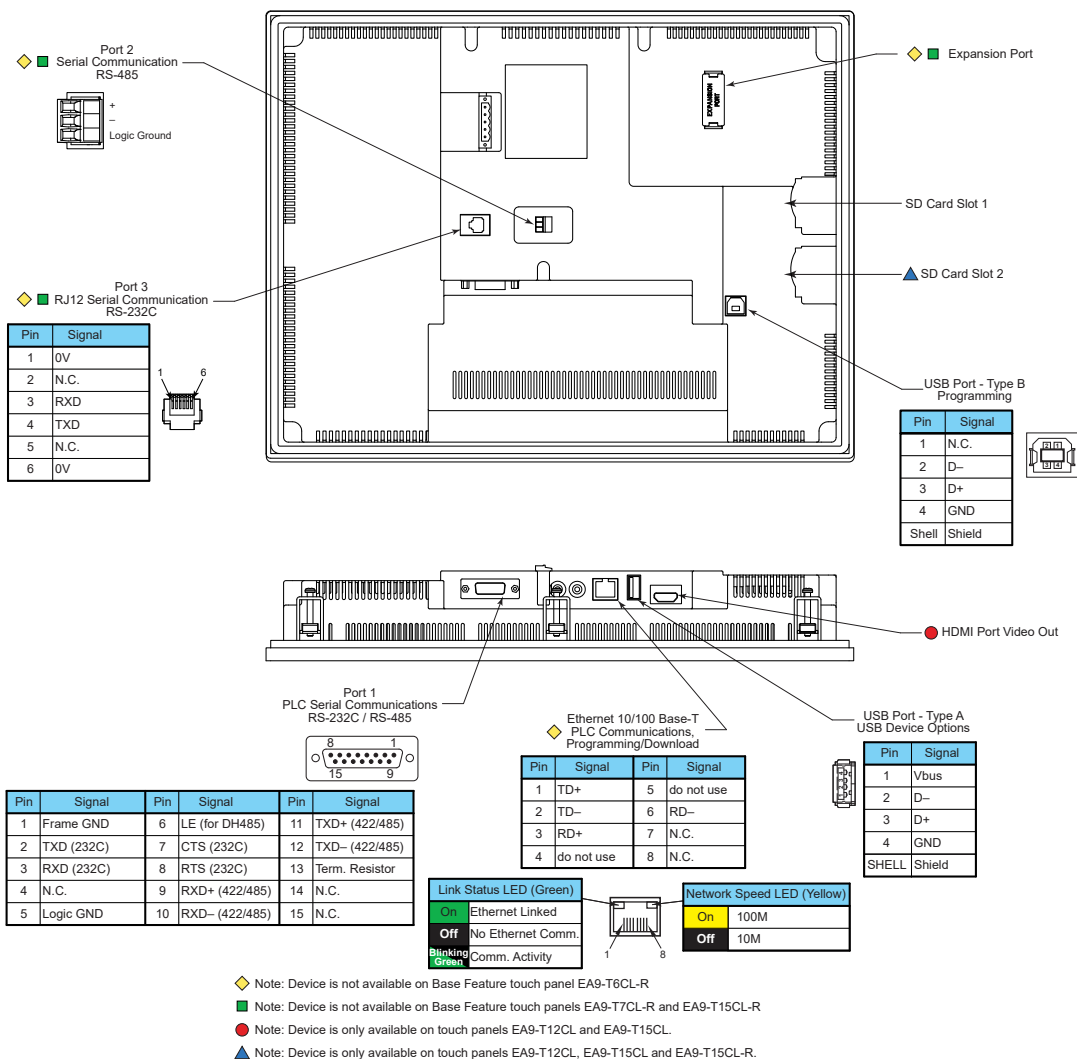 Port 2
Serial Communication
RS-485
+
–
Logic Ground
EXPANSION
PORT
Expansion Port
SD Card Slot 1
SD Card Slot 2
Port 3
RJ12 Serial Communication
RS-232C
Pin Signal
1 0V
2 N.C.
3 RXD
4 TXD
5 N.C.
6 0V
1 6
USB Port - Type B
Programming
Pin Signal
1 N.C.
2 D–
3 D+
4 GND
Shell Shield
2 1
3 4
HDMI Port Video Out
Port 1
PLC Serial Communications
RS-232C / RS-485
8 1
15 9
Pin Signal Pin Signal Pin Signal
1 Frame GND 6 LE (for DH485) 11 TXD+ (422/485)
2 TXD (232C) 7 CTS (232C) 12 TXD– (422/485)
3 RXD (232C) 8 RTS (232C) 13 Term. Resistor
4 N.C. 9 RXD+ (422/485) 14 N.C.
5 Logic GND 10 RXD– (422/485) 15 N.C.
Ethernet 10/100 Base-T
PLC Communications,
Programming/Download
Pin Signal Pin Signal
1 TD+ 5 do not use
2 TD– 6 RD–
3 RD+ 7 N.C.
4 do not use 8 N.C.
USB Port - Type A
USB Device Options
Pin Signal
1 Vbus
2 D–
3 D+
4 GND
SHELL Shield
Link Status LED (Green)
On Ethernet Linked
Off No Ethernet Comm.
Blinking Green Comm. Activity
1 8
Network Speed LED (Yellow)
On 100M
Off 10M
Note: Device is not available on Base Feature touch panel EA9-T6CL-R
Note: Device is not available on Base Feature touch panels EA9-T7CL-R and EA9-T15CL-R
Note: Device is only available on touch panels EA9-T12CL and EA9-T15CL.
Note: Device is only available on touch panels EA9-T12CL, EA9-T15CL and EA9-T15CL-R.